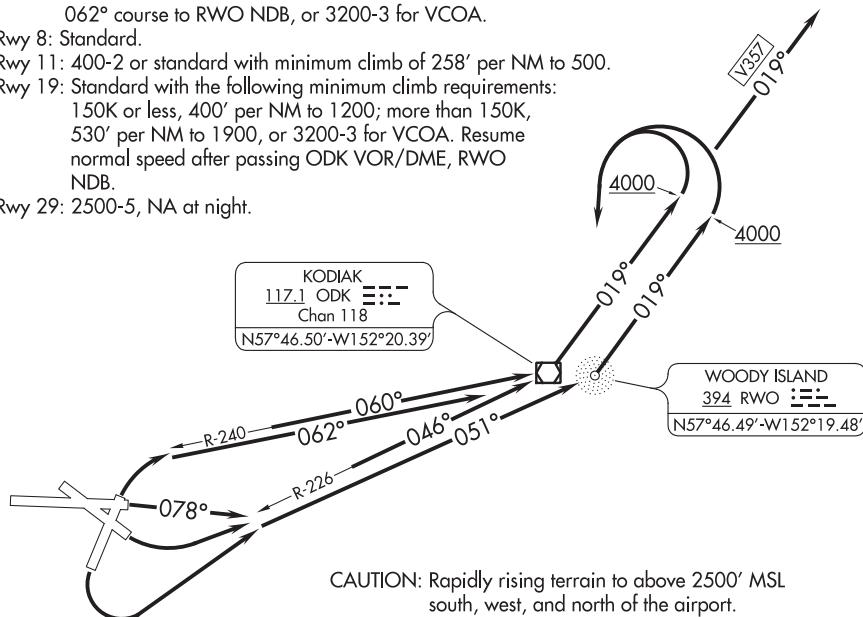 062° course to RWO NDB, or 3200-3 for VCOA.
Rwy 8: Standard.
Rwy 11: 400-2 or standard with minimum climb of 258' per NM to 500.
Rwy 19: Standard with the following minimum climb requirements:
150K or less, 400' per NM to 1200; more than 150K,
530' per NM to 1900, or 3200-3 for VCOA. Resume
normal speed after passing ODK VOR/DME, RWO
NDB.
Rwy 29: 2500-5, NA at night.
V357
019°
4000
4000
019°
019°
KODIAK
117.1 ODK
Chan 118
N57°46.50'-W152°20.39'
WOODY ISLAND
394 RWO
N57°46.49'-W152°19.48'
060°
R-240
062°
046°
051°
R-226
078°
CAUTION: Rapidly rising terrain to above 2500' MSL
south, west, and north of the airport.